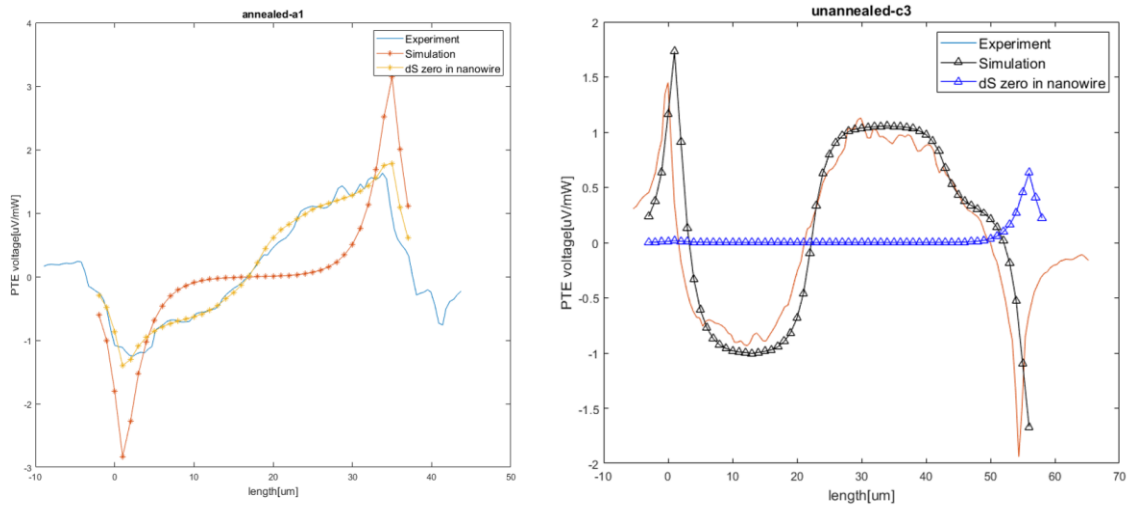 annealed-a1
4
3
2
1
0
-1
-2
-3
PTE voltage[uV/mW]
-10
0
10
20
30
40
50
length[um]
Experiment
Simulation
dS zero in nanowire
unannealed-c3
2
1.5
1
0.5
0
-0.5
-1
-1.5
-2
PTE voltage[uV/mW]
-10
0
10
20
30
40
50
60
70
length[um]
Experiment
Simulation
dS zero in nanowire